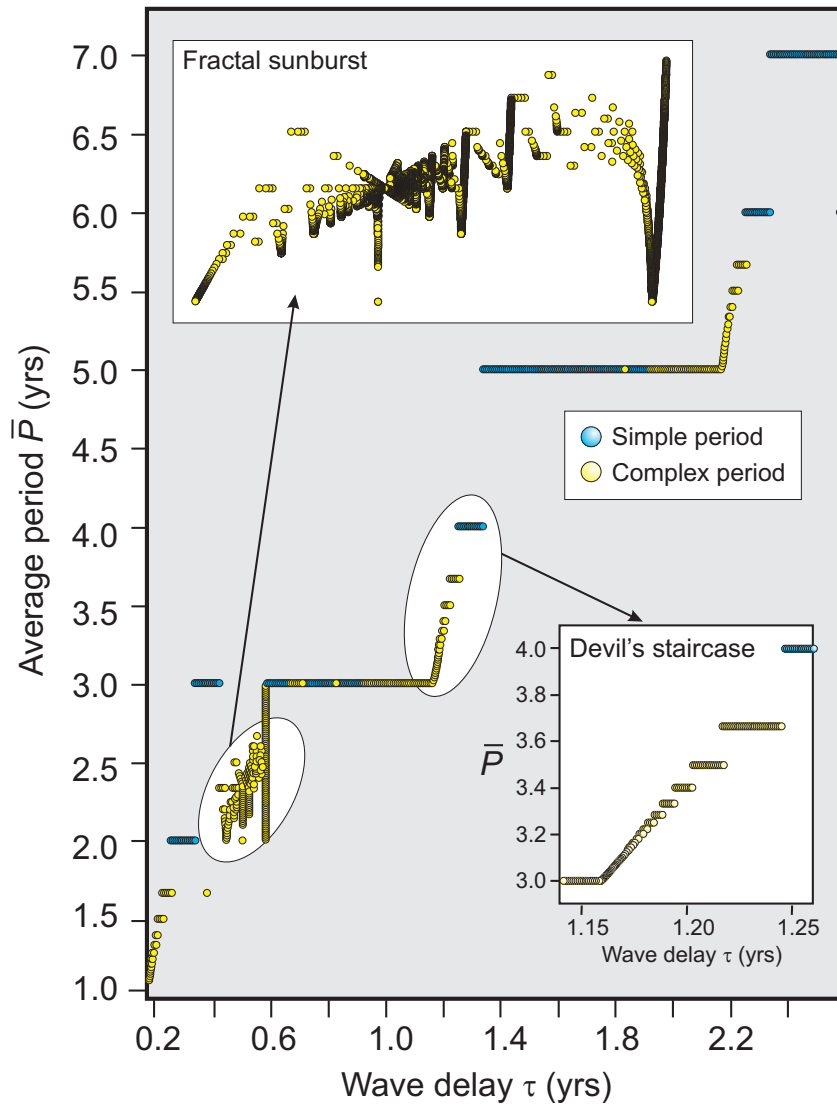 Fractal sunburst
7.0
6.5
6.0
5.5
5.0
4.5
4.0
3.5
3.0
2.5
2.0
1.5
1.0
Average period P̅ (yrs)
Simple period
Complex period
Devil's staircase
4.0
3.8
3.6
3.4
3.2
3.0
P̅
1.15 1.20 1.25
Wave delay τ (yrs)
0.2 0.6 1.0 1.4 1.8 2.2
Wave delay τ (yrs)